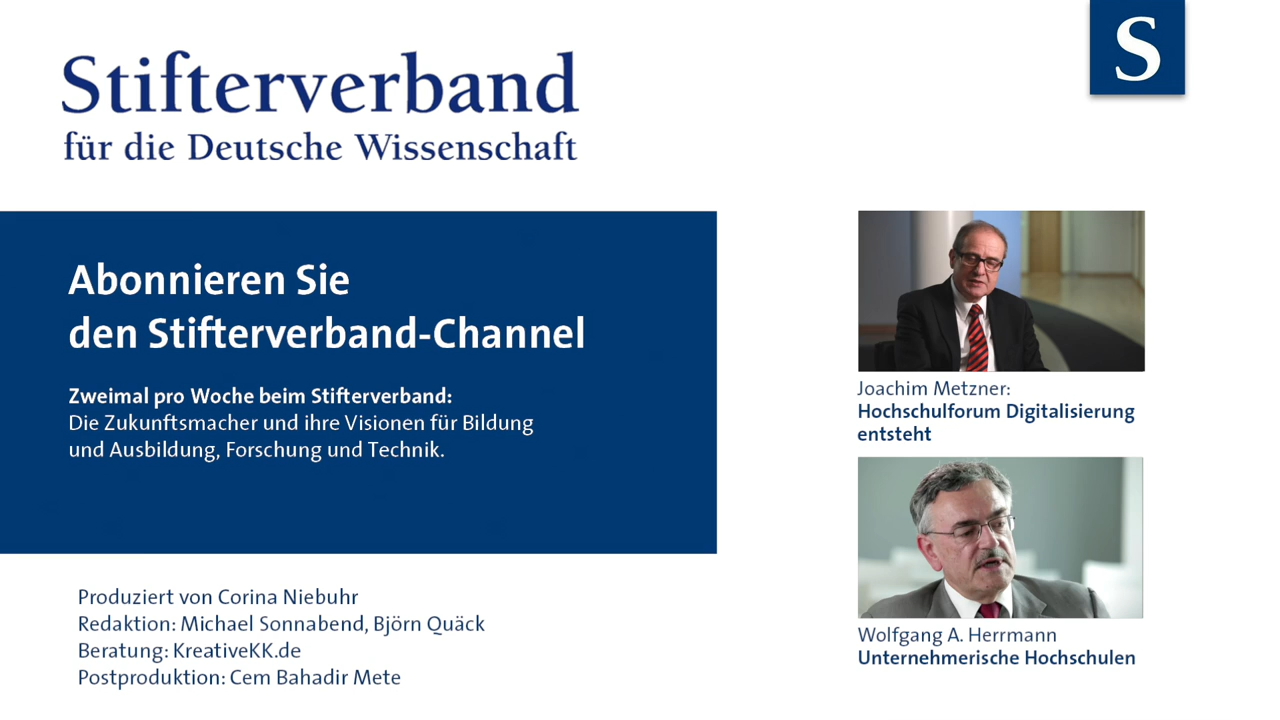 Stifterverband
für die Deutsche Wissenschaft
S
Abonnieren Sie
den Stifterverband-Channel
Zweimal pro Woche beim Stifterverband:
Die Zukunftsmacher und ihre Visionen für Bildung
und Ausbildung, Forschung und Technik.
Produziert von Corina Niebuhr
Redaktion: Michael Sonnabend, Björn Quäck
Beratung: KreativeKK.de
Postproduktion: Cem Bahadir Mete
Joachim Metzner:
Hochschulforum Digitalisierung
entsteht
Wolfgang A. Herrmann
Unternehmerische Hochschulen